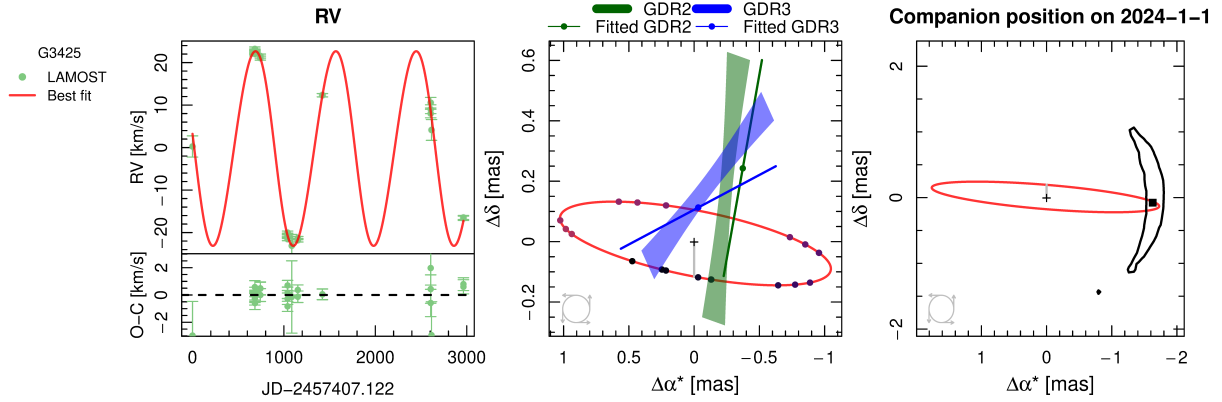 RV
G3425
LAMOST
Best fit
RV [km/s]
20
10
0
−10
−20
O−C [km/s]
2
0
−2
0
1000
2000
3000
JD−2457407.122
GDR2
GDR3
Fitted GDR2
Fitted GDR3
Δδ [mas]
0.6
0.4
0.2
0
−0.2
1
0.5
0
−0.5
−1
Δα* [mas]
Companion position on 2024−1−1
Δδ [mas]
2
1
0
−1
−2
1
0
−1
−2
Δα* [mas]